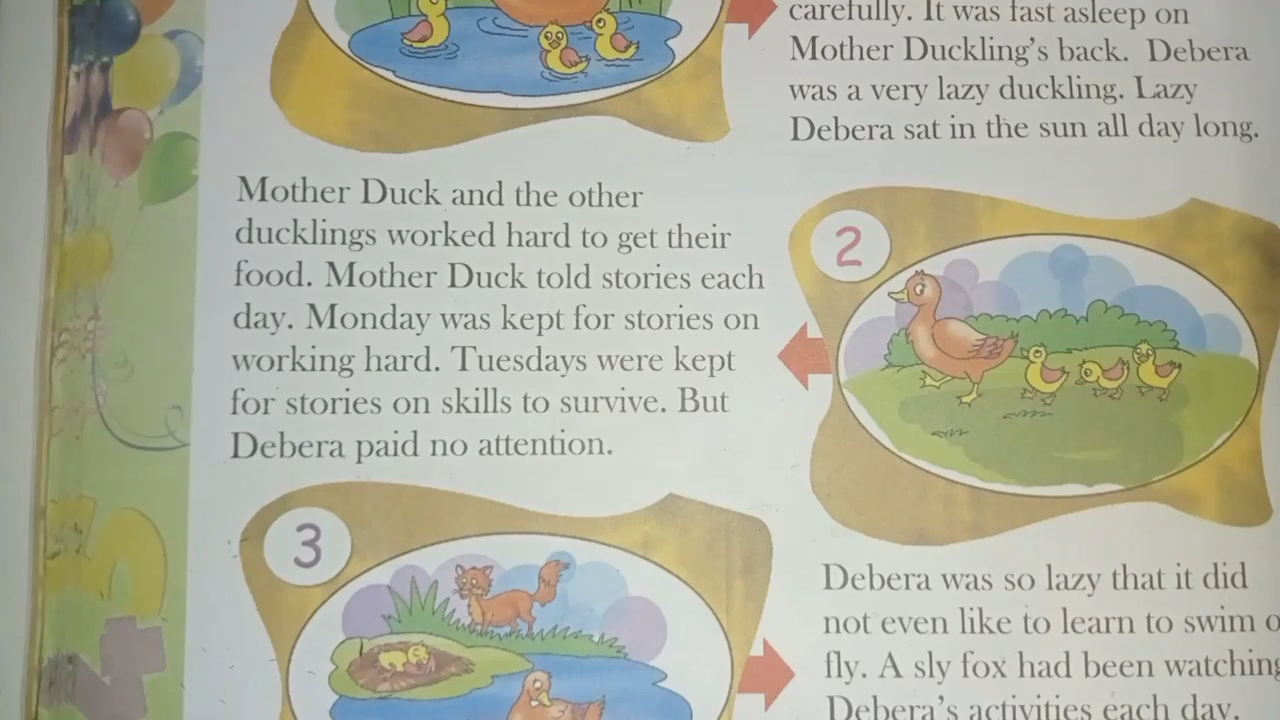 carefully. It was fast asleep on
Mother Duckling's back. Debera
was a very lazy duckling. Lazy
Debera sat in the sun all day long.
Mother Duck and the other
ducklings worked hard to get their
food. Mother Duck told stories each
day. Monday was kept for stories on
working hard. Tuesdays were kept
for stories on skills to survive. But
Debera paid no attention.
2
3
Debera was so lazy that it did
not even like to learn to swim o
fly. A sly fox had been watching
Debera's activities each day.